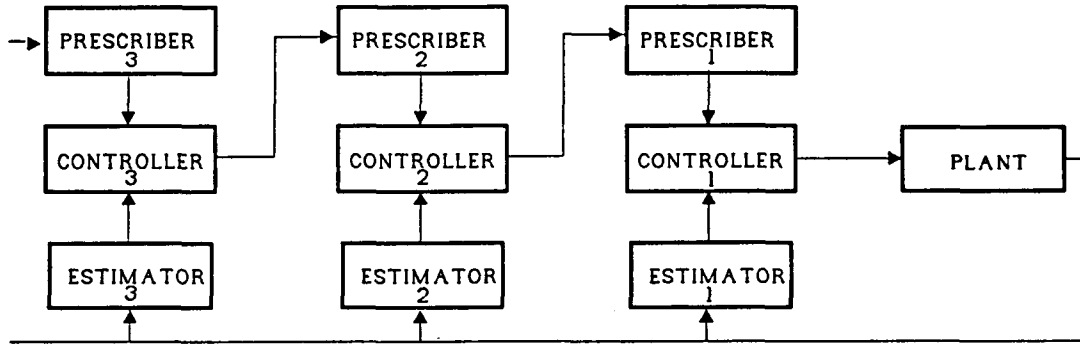 PRESCRIBER
3
PRESCRIBER
2
PRESCRIBER
1
CONTROLLER
3
CONTROLLER
2
CONTROLLER
1
PLANT
ESTIMATOR
3
ESTIMATOR
2
ESTIMATOR
1